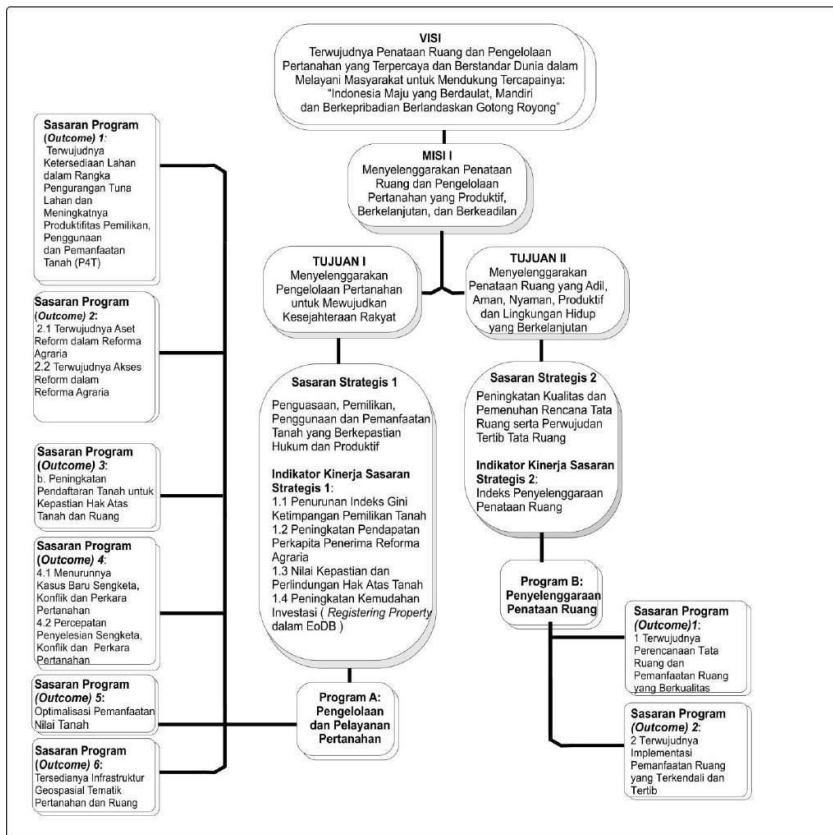 VISI
Terwujudnya Penataan Ruang dan Pengelolaan
Pertanahan yang Terpercaya dan Berstandar Dunia dalam
Melayani Masyarakat untuk Mendukung Tercapainya:
“Indonesia Maju yang Berdaulat, Mandiri
dan Berkepribadian Berlandaskan Gotong Royong”
MISI I
Menyelenggarakan Penataan
Ruang dan Pengelolaan
Pertanahan yang Produktif,
Berkelanjutan, dan Berkeadilan
TUJUAN I
Menyelenggarakan
Pengelolaan Pertanahan
untuk Mewujudkan
Kesejahteraan Rakyat
TUJUAN II
Menyelenggarakan
Penataan Ruang yang Adil,
Aman, Nyaman, Produktif
dan Lingkungan Hidup
yang Berkelanjutan
Sasaran Strategis 1
Penguasaan, Pemilikan,
Penggunaan dan Pemanfaatan
Tanah yang Berkepastian
Hukum dan Produktif
Indikator Kinerja Sasaran
Strategis 1:
1.1 Penurunan Indeks Gini
Ketimpangan Pemilikan Tanah
1.2 Peningkatan Pendapatan
Perkapita Penerima Reforma
Agraria
1.3 Nilai Kepastian dan
Perlindungan Hak Atas Tanah
1.4 Peningkatan Kemudahan
Investasi ( Registering Property
dalam EoDB )
Sasaran Strategis 2
Peningkatan Kualitas dan
Pemenuhan Rencana Tata
Ruang serta Perwujudan
Tertib Tata Ruang
Indikator Kinerja Sasaran
Strategis 2:
Indeks Penyelenggaraan
Penataan Ruang
Program A:
Pengelolaan
dan Pelayanan
Pertanahan
Program B:
Penyelenggaraan
Penataan Ruang
Sasaran Program
(Outcome) 1:
Terwujudnya
Ketersediaan Lahan
dalam Rangka
Pengurangan Tuna
Lahan dan
Meningkatnya
Produktifitas Pemilikan,
Penggunaan
dan Pemanfaatan
Tanah (P4T)
Sasaran Program
(Outcome) 2:
2.1 Terwujudnya Aset
Reform dalam Reforma
Agraria
2.2 Terwujudnya Akses
Reform dalam
Reforma Agraria
Sasaran Program
(Outcome) 3:
b. Peningkatan
Pendaftaran Tanah untuk
Kepastian Hak Atas
Tanah dan Ruang
Sasaran Program
(Outcome) 4:
4.1 Menurunnya
Kasus Baru Sengketa,
Konflik dan Perkara
Pertanahan
4.2 Percepatan
Penyelesian Sengketa,
Konflik dan Perkara
Pertanahan
Sasaran Program
(Outcome) 5:
Optimalisasi Pemanfaatan
Nilai Tanah
Sasaran Program
(Outcome) 6:
Tersedianya Infrastruktur
Geospasial Tematik
Pertanahan dan Ruang
Sasaran Program
(Outcome)1:
1 Terwujudnya
Perencanaan Tata
Ruang dan
Pemanfaatan Ruang
yang Berkualitas
Sasaran Program
(Outcome) 2:
2 Terwujudnya
Implementasi
Pemanfaatan Ruang
yang Terkendali dan
Tertib